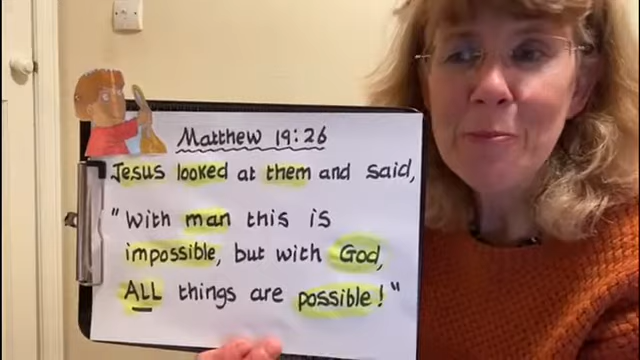 Matthew 19:26
Jesus looked at them and said,
"With man this is
impossible, but with God,
ALL things are possible!"